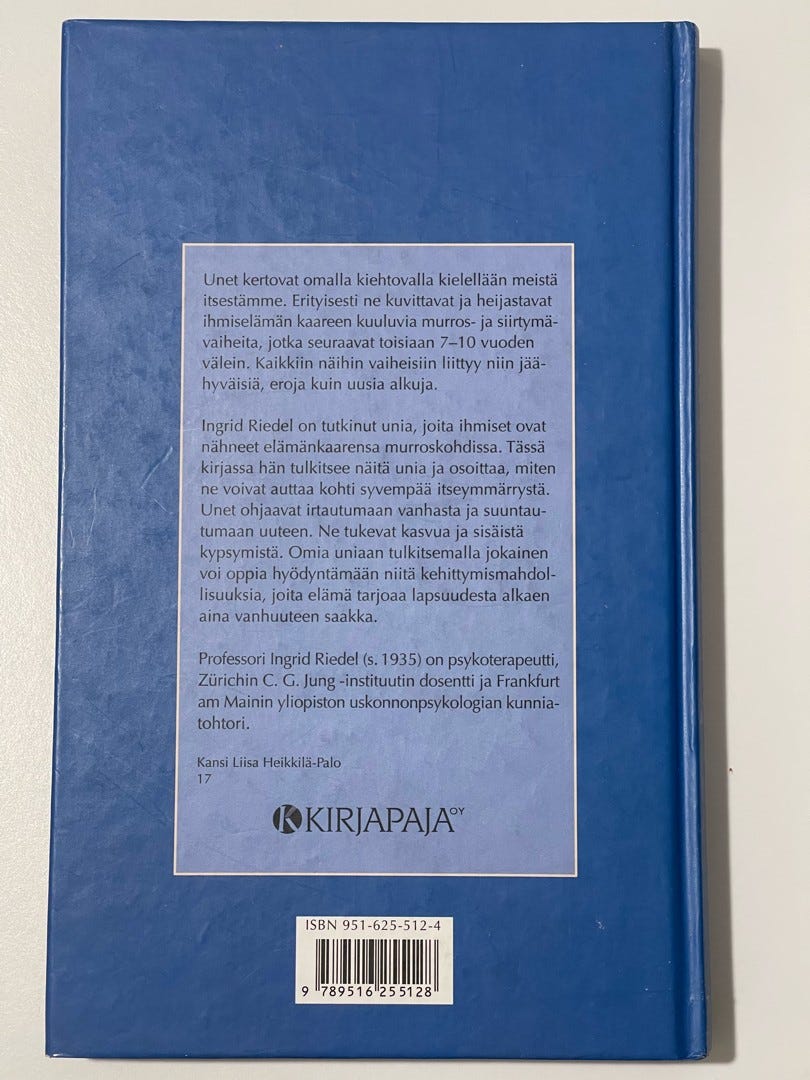 Unet kertovat omalla kiehtovalla kielellään meistä
itsestämme. Erityisesti ne kuvittavat ja heijastavat
ihmiselämän kaareen kuuluvia murros- ja siirtymä-
vaiheita, jotka seuraavat toisiaan 7–10 vuoden
välein. Kaikkiin näihin vaiheisiin liittyy niin jää-
hyväisiä, eroja kuin uusia alkuja.
Ingrid Riedel on tutkinut unia, joita ihmiset ovat
nähneet elämänkaarensa murroskohdissa. Tässä
kirjassa hän tulkitsee näitä unia ja osoittaa, miten
ne voivat auttaa kohti syvempää itseymmärrystä.
Unet ohjaavat irtautumaan vanhasta ja suuntau-
tumaan uuteen. Ne tukevat kasvua ja sisäistä
kypsymistä. Omia uniaan tulkitsemalla jokainen
voi oppia hyödyntämään niitä kehittymismahdol-
lisuuksia, joita elämä tarjoaa lapsuudesta alkaen
aina vanhuuteen saakka.
Professori Ingrid Riedel (s. 1935) on psykoterapeutti,
Zürichin C. G. Jung -instituutin dosentti ja Frankfurt
am Mainin yliopiston uskonnonpsykologian kunnia-
tohtori.
Kansi Liisa Heikkilä-Palo
17
KIRJAPAJA OY
ISBN 951-625-512-4
9 789516 255128